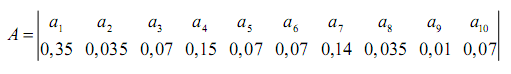 a₁ a₂ a₃ a₄ a₅ a₆ a₇ a₈ a₉ a₁₀
A = 0,35 0,035 0,07 0,15 0,07 0,07 0,14 0,035 0,01 0,07